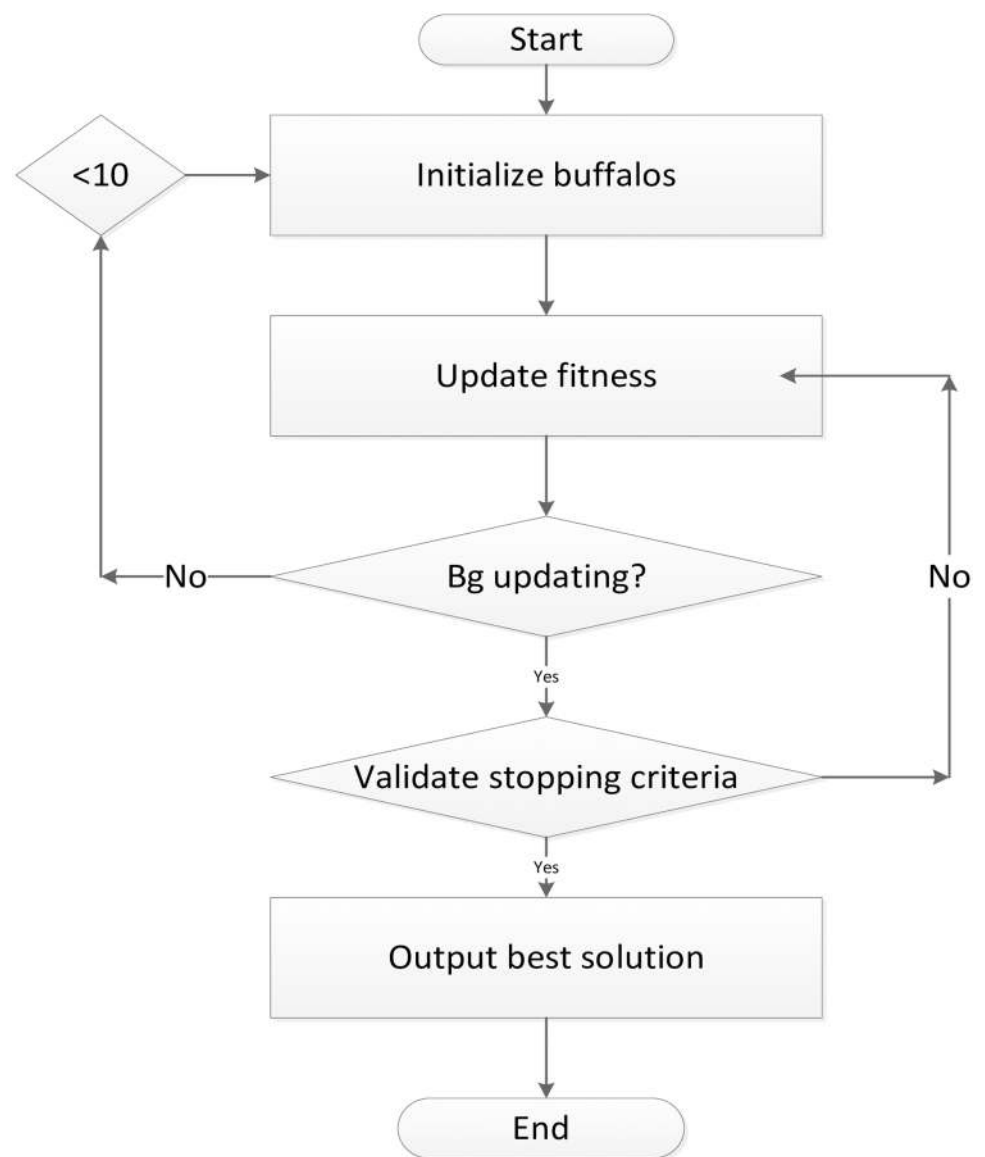 Start
<10
Initialize buffalos
Update fitness
Bg updating?
No
No
Yes
Validate stopping criteria
Yes
Output best solution
End